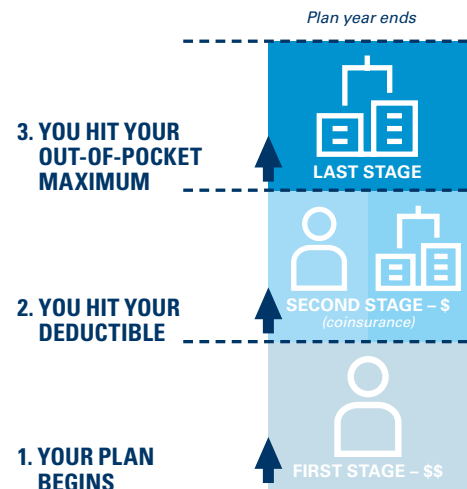 Plan year ends
3. YOU HIT YOUR
OUT-OF-POCKET
MAXIMUM
LAST STAGE
2. YOU HIT YOUR
DEDUCTIBLE
SECOND STAGE – $
(coinsurance)
1. YOUR PLAN
BEGINS
FIRST STAGE – $$